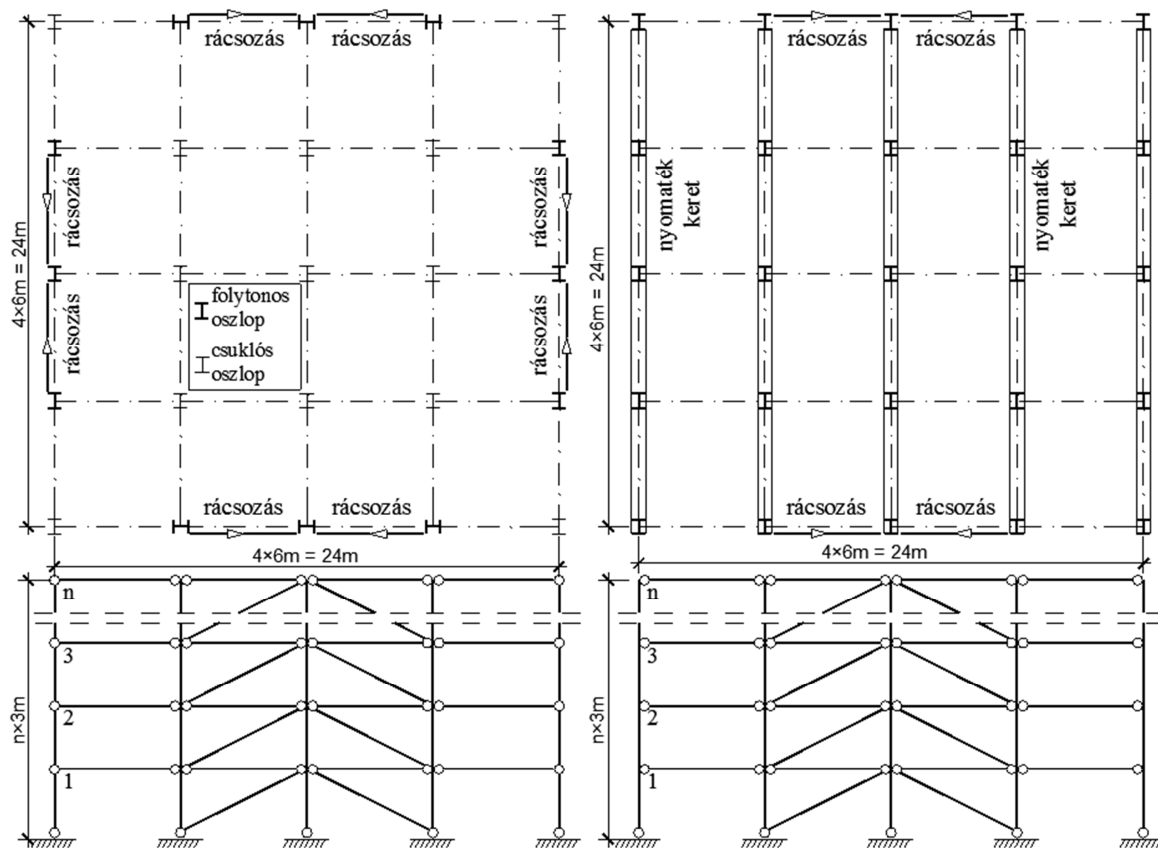 rácsozás
rácsozás
rácsozás
rácsozás
4×6m = 24m
rácsozás
rácsozás
rácsozás
rácsozás
folytonos
oszlop
csuklós
oszlop
rácsozás
rácsozás
4×6m = 24m
nyomaték
keret
nyomaték
keret
4×6m = 24m
rácsozás
rácsozás
4×6m = 24m
n
3
2
1
n×3m
n
3
2
1
n×3m